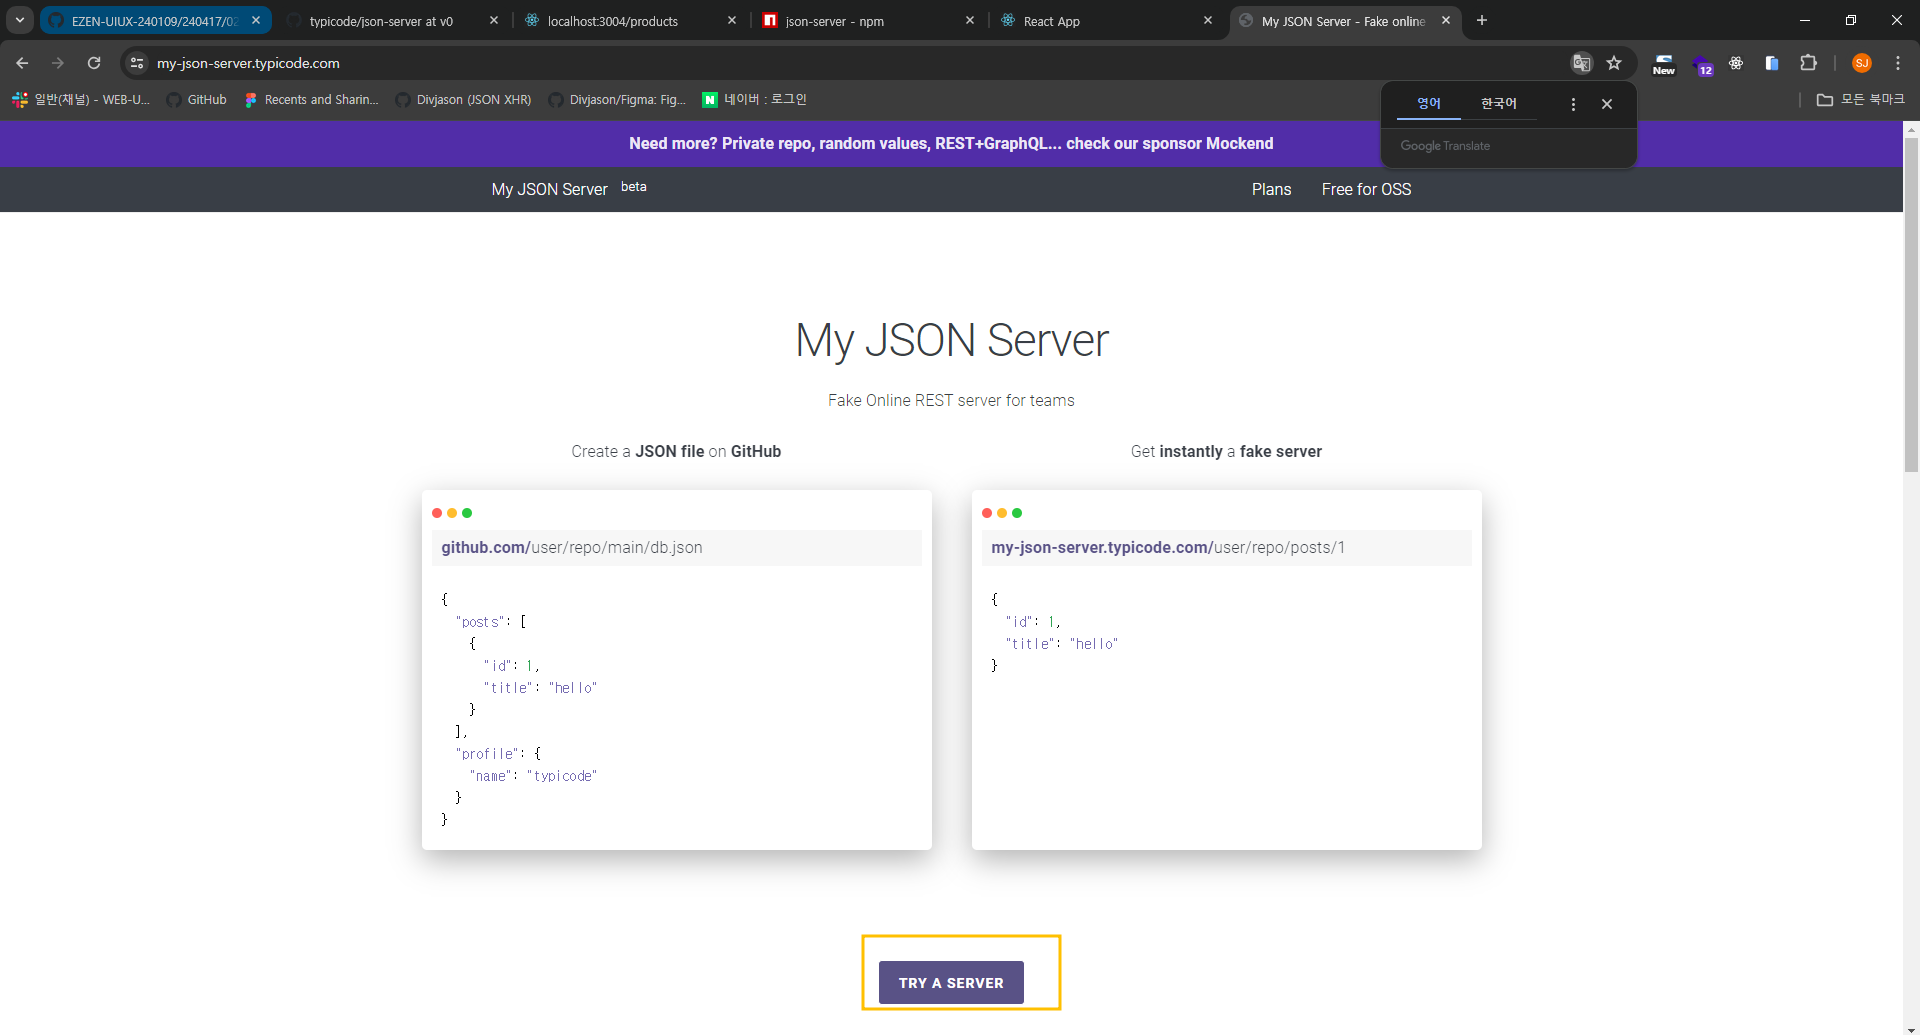 EZEN-UIUX-240109/240417/02
typicode/json-server at v0
localhost:3004/products
json-server - npm
React App
My JSON Server - Fake online
my-json-server.typicode.com
New
12
SJ
일반(채널) - WEB-U...
GitHub
Recents and Sharin...
Divjason (JSON XHR)
Divjason/Figma: Fig...
네이버 : 로그인
모든 북마크
영어
한국어
Google Translate
Need more? Private repo, random values, REST+GraphQL... check our sponsor Mockend
My JSON Server beta
Plans
Free for OSS
My JSON Server
Fake Online REST server for teams
Create a JSON file on GitHub
github.com/user/repo/main/db.json
{
"posts": [
{
"id": 1,
"title": "hello"
}
],
"profile": {
"name": "typicode"
}
}
Get instantly a fake server
my-json-server.typicode.com/user/repo/posts/1
{
"id": 1,
"title": "hello"
}
TRY A SERVER